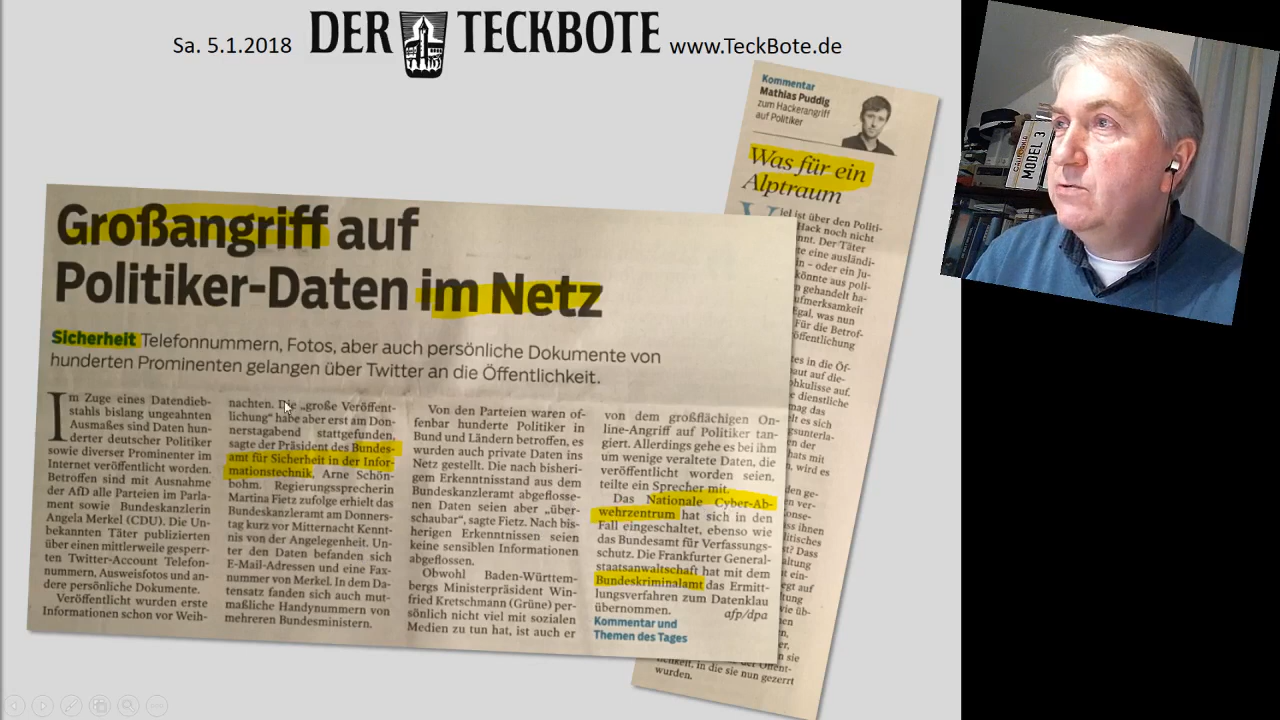 Sa. 5.1.2018
DER TECKBOTE
www.TeckBote.de
Kommentar
Mathias Puddig
zum Hackerangriff
auf Politiker
Was für ein
Alptraum
Großangriff auf
Politiker-Daten im Netz
Sicherheit Telefonnummern, Fotos, aber auch persönliche Dokumente von
hunderten Prominenten gelangen über Twitter an die Öffentlichkeit.
Im Zuge eines Datendieb-
stahls bislang ungeahnten
Ausmaßes sind Daten hun-
derter deutscher Politiker
sowie diverser Prominenter im
Internet veröffentlicht worden.
Betroffen sind mit Ausnahme
der AfD alle Parteien im Parla-
ment sowie Bundeskanzlerin
Angela Merkel (CDU). Die Un-
bekannten Täter publizierten
über einen mittlerweile gesperr-
ten Twitter-Account Telefon-
nummern, Ausweisfotos und an-
dere persönliche Dokumente.
Veröffentlicht wurden erste
Informationen schon vor Weih-
nachten. Die „große Veröffent-
lichung“ habe aber erst am Don-
nerstagabend stattgefunden,
sagte der Präsident des Bundes-
amt für Sicherheit in der Infor-
mationstechnik, Arne Schön-
bohm. Regierungssprecherin
Martina Fietz zufolge erhielt das
Bundeskanzleramt am Donners-
tag kurz vor Mitternacht Kennt-
nis von der Angelegenheit. Un-
ter den Daten befanden sich
E-Mail-Adressen und eine Fax-
nummer von Merkel. In dem Da-
tensatz fanden sich auch mut-
maßliche Handynummern von
mehreren Bundesministern.
Von den Parteien waren of-
fenbar hunderte Politiker in
Bund und Ländern betroffen, es
wurden auch private Daten ins
Netz gestellt. Die nach bisheri-
gem Erkenntnisstand aus dem
Bundeskanzleramt abgeflosse-
nen Daten seien aber „über-
schaubar“, sagte Fietz. Nach bis-
herigen Erkenntnissen seien
keine sensiblen Informationen
abgeflossen.
Obwohl Baden-Württem-
bergs Ministerpräsident Win-
fried Kretschmann (Grüne) per-
sönlich nicht viel mit sozialen
Medien zu tun hat, ist auch er
von dem großflächigen On-
line-Angriff auf Politiker tan-
giert. Allerdings gehe es bei ihm
um wenige veraltete Daten, die
veröffentlicht worden seien,
teilte ein Sprecher mit.
Das Nationale Cyber-Ab-
wehrzentrum hat sich in den
Fall eingeschaltet, ebenso wie
das Bundesamt für Verfassungs-
schutz. Die Frankfurter General-
staatsanwaltschaft hat mit dem
Bundeskriminalamt das Ermitt-
lungsverfahren zum Datenklau
übernommen. afp/dpa
Kommentar und
Themen des Tages
MODEL 3